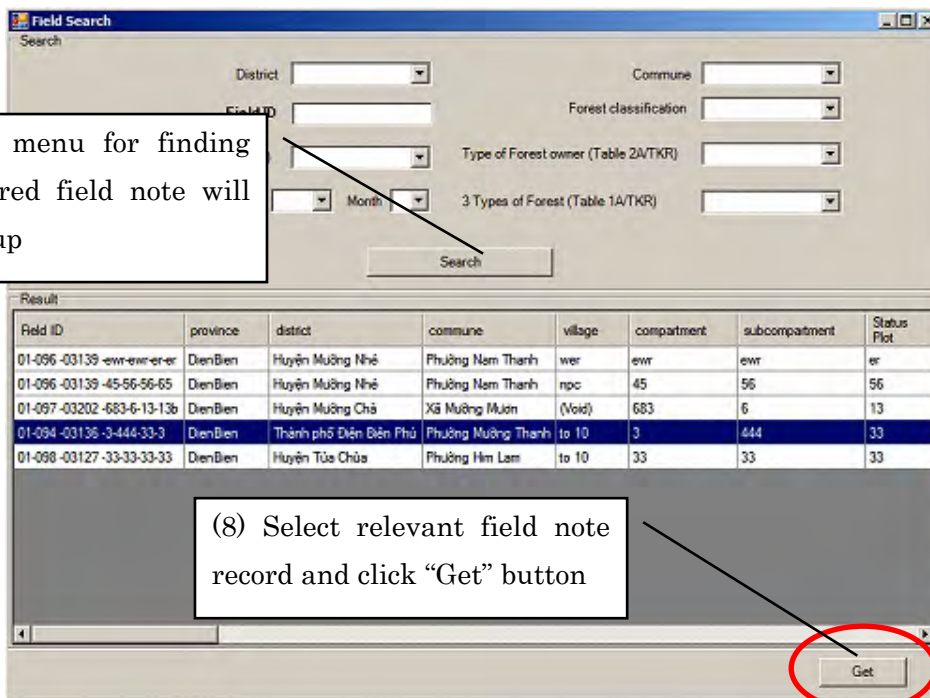 Field Search
Search
District Commune
Field ID Forest classification
menu for finding
Type of Forest owner (Table 2A/TKR)
red field note will
Month 3 Types of Forest (Table 1A/TKR)
up
Search
Result
Field ID province district commune village compartment subcompartment Status Plot
01-096 -03139 -ewr-ewr-er-er DienBien Huyện Mường Nhé Phường Nam Thanh wer ewr ewr er
01-096 -03139 -45-56-56-65 DienBien Huyện Mường Nhé Phường Nam Thanh npc 45 56 56
01-097 -03202 -683-6-13-13b DienBien Huyện Mường Chà Xã Mường Mươn (Void) 683 6 13
01-094 -03136 -3-444-33-3 DienBien Thành phố Điện Biên Phủ Phường Mường Thanh to 10 3 444 33
01-098 -03127 -33-33-33-33 DienBien Huyện Tủa Chùa Phường Him Lam to 10 33 33 33
(8) Select relevant field note
record and click “Get” button
Get